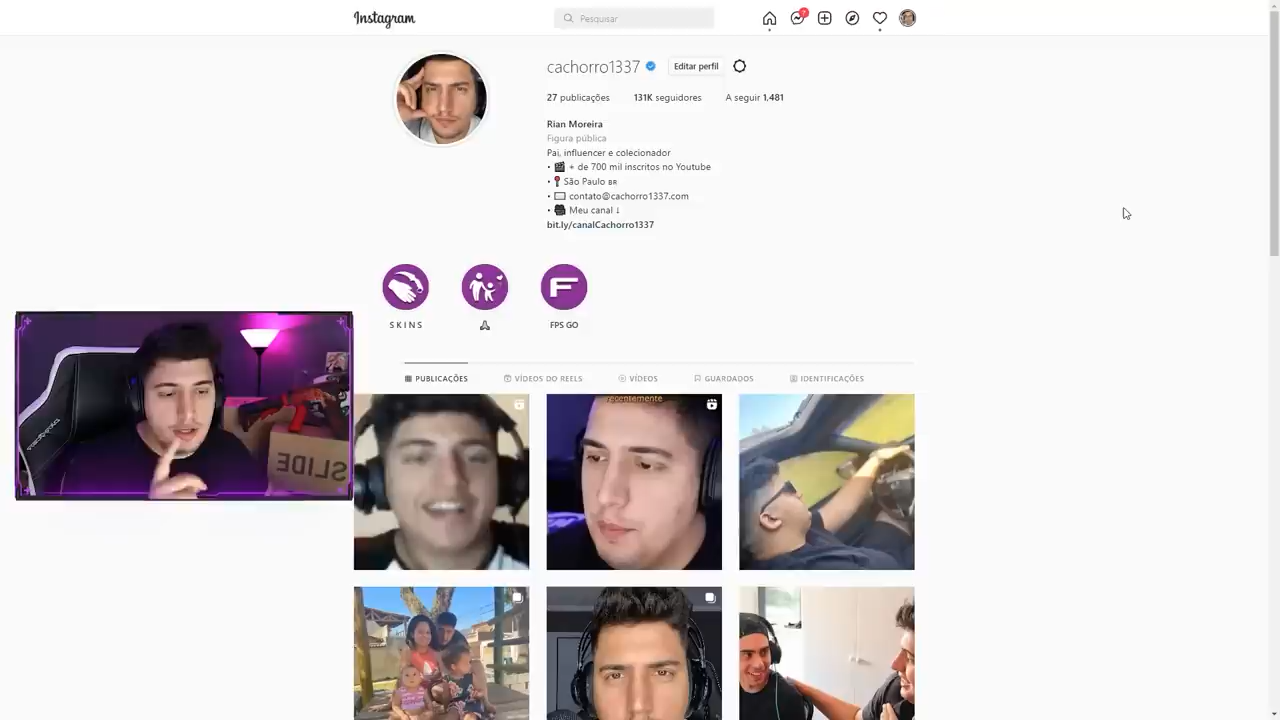 Instagram
Pesquisar
7
cachorro1337
Editar perfil
27 publicações
131K seguidores
A seguir 1,481
Rian Moreira
Figura pública
Pai, influencer e colecionador
• + de 700 mil inscritos no Youtube
• São Paulo BR
• contato@cachorro1337.com
• Meu canal ↓
bit.ly/canalCachorro1337
F
SKINS
FPS GO
PUBLICAÇÕES
VÍDEOS DO REELS
VÍDEOS
GUARDADOS
IDENTIFICAÇÕES
recentemente
SLIDE